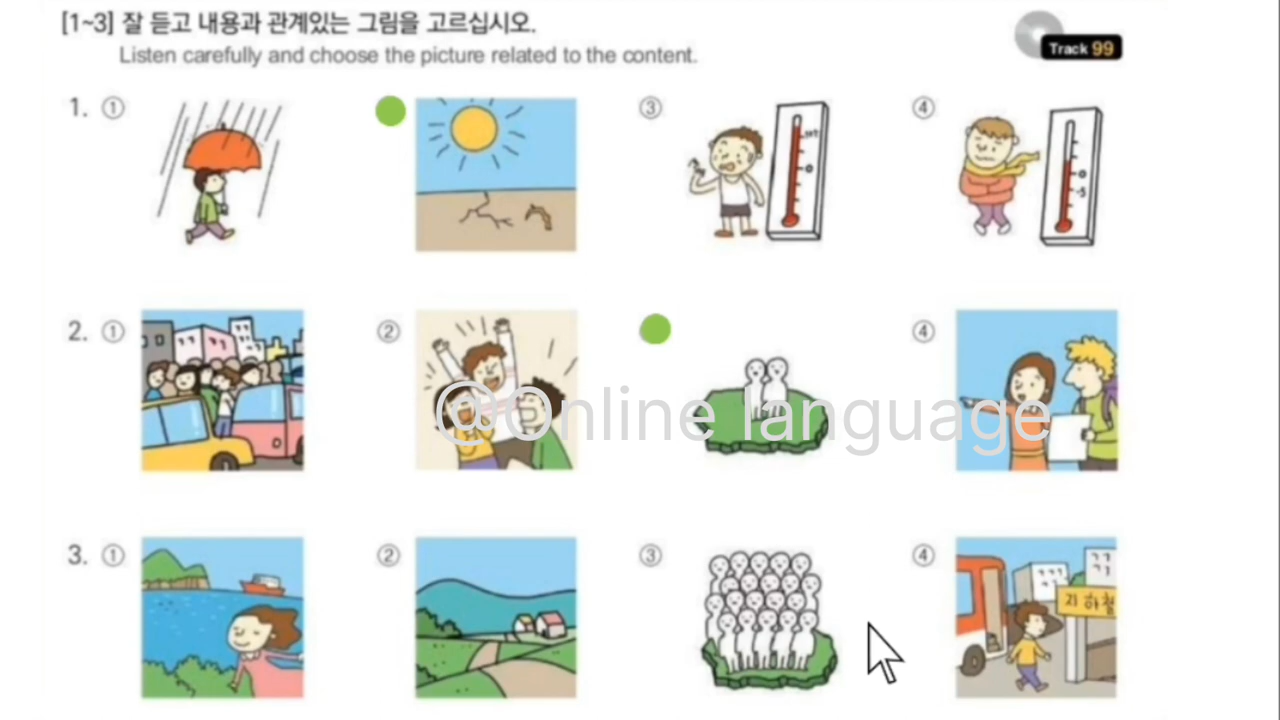 [1~3] 잘 듣고 내용과 관계있는 그림을 고르십시오.
Listen carefully and choose the picture related to the content.
Track 99
1. ① ③ ④
2. ① ② ④
@Online language
3. ① ② ③ ④
지하철